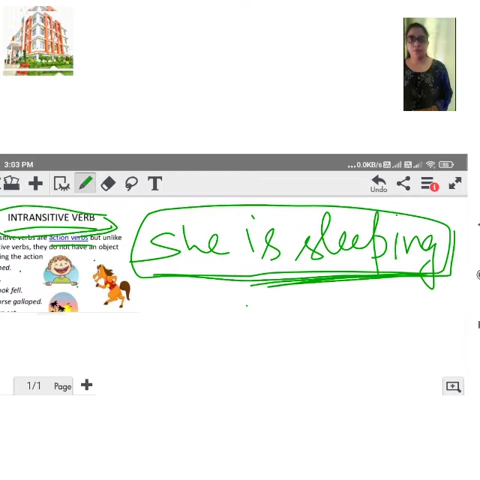 3:03 PM
...0.0KB/s
T
Undo
INTRANSITIVE VERB
she is sleeping
sitive verbs are action verbs but unlike
tive verbs, they do not have an object
ing the action
hed.
ook fell.
orse galloped.
1/1 Page